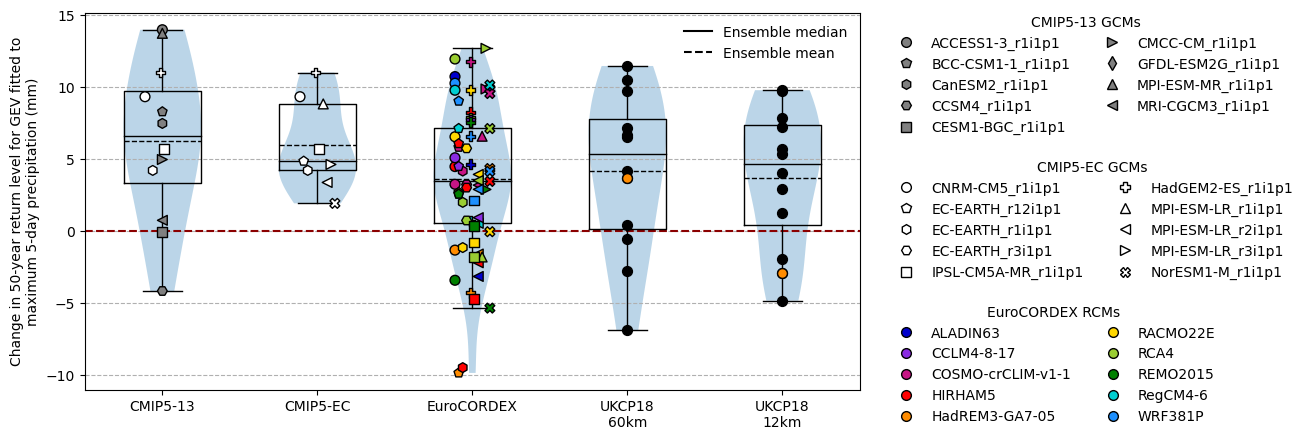 Change in 50-year return level for GEV fitted to
maximum 5-day precipitation (mm)
15
10
5
0
−5
−10
CMIP5-13
CMIP5-EC
EuroCORDEX
UKCP18
60km
UKCP18
12km
Ensemble median
Ensemble mean
CMIP5-13 GCMs
ACCESS1-3_r1i1p1
BCC-CSM1-1_r1i1p1
CanESM2_r1i1p1
CCSM4_r1i1p1
CESM1-BGC_r1i1p1
CMCC-CM_r1i1p1
GFDL-ESM2G_r1i1p1
MPI-ESM-MR_r1i1p1
MRI-CGCM3_r1i1p1
CMIP5-EC GCMs
CNRM-CM5_r1i1p1
EC-EARTH_r12i1p1
EC-EARTH_r1i1p1
EC-EARTH_r3i1p1
IPSL-CM5A-MR_r1i1p1
HadGEM2-ES_r1i1p1
MPI-ESM-LR_r1i1p1
MPI-ESM-LR_r2i1p1
MPI-ESM-LR_r3i1p1
NorESM1-M_r1i1p1
EuroCORDEX RCMs
ALADIN63
CCLM4-8-17
COSMO-crCLIM-v1-1
HIRHAM5
HadREM3-GA7-05
RACMO22E
RCA4
REMO2015
RegCM4-6
WRF381P